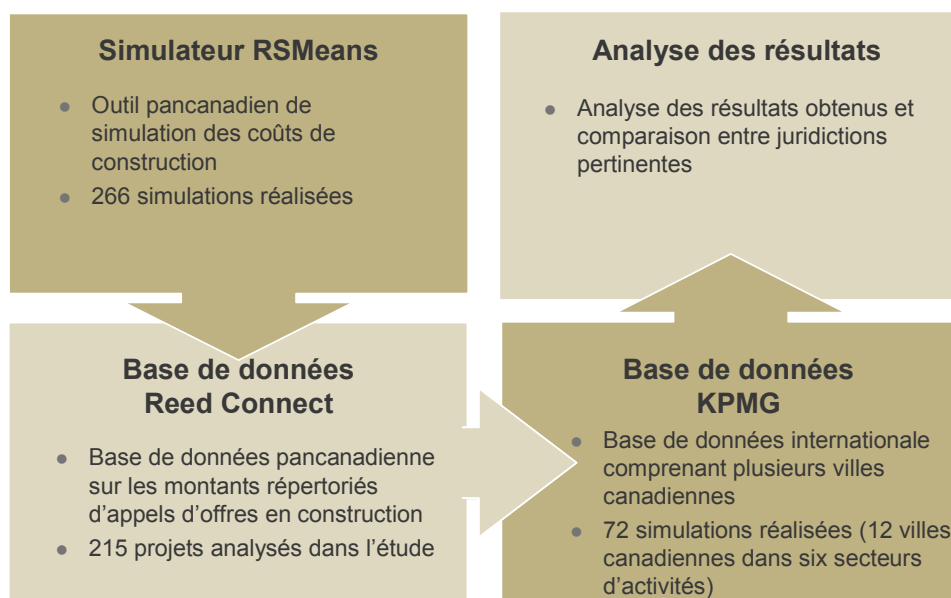 Simulateur RSMeans
● Outil pancanadien de
simulation des coûts de
construction
● 266 simulations réalisées
Base de données
Reed Connect
● Base de données pancanadienne
sur les montants répertoriés
d’appels d’offres en construction
● 215 projets analysés dans l’étude
Base de données
KPMG
● Base de données internationale
comprenant plusieurs villes
canadiennes
● 72 simulations réalisées (12 villes
canadiennes dans six secteurs
d’activités)
Analyse des résultats
● Analyse des résultats obtenus et
comparaison entre juridictions
pertinentes